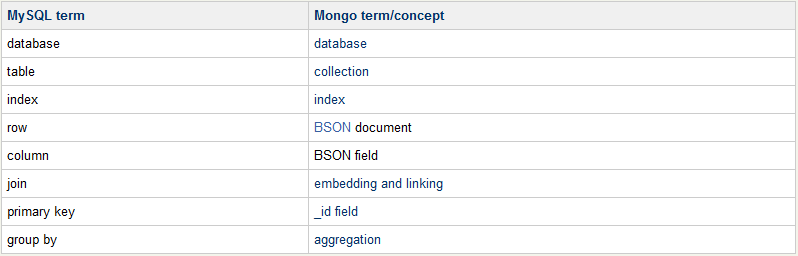 MySQL term Mongo term/concept
database database
table collection
index index
row BSON document
column BSON field
join embedding and linking
primary key _id field
group by aggregation